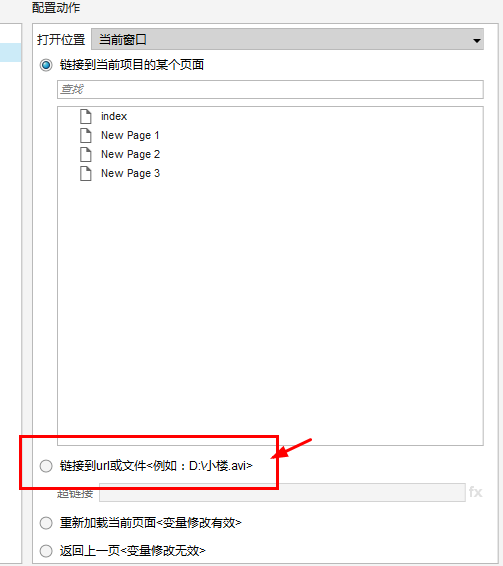 配置动作
打开位置 当前窗口
链接到当前项目的某个页面
查找
index
New Page 1
New Page 2
New Page 3
链接到url或文件<例如：D:\小楼.avi>
超链接 fx
重新加载当前页面<变量修改有效>
返回上一页<变量修改无效>